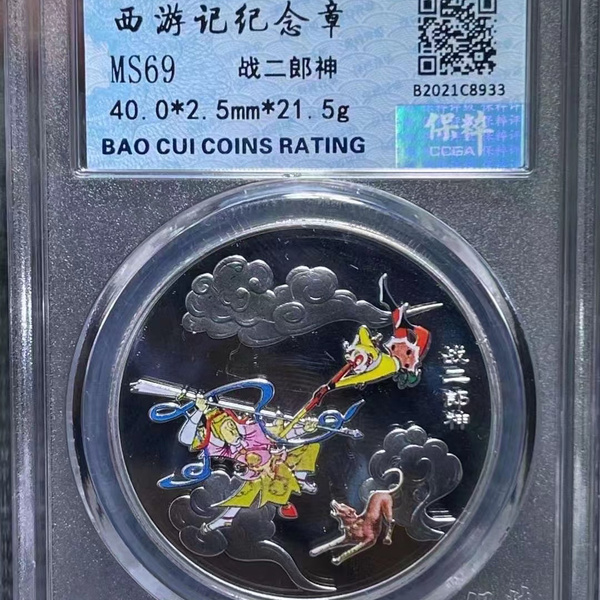 西游记纪念章
MS69 战二郎神
B2021C8933
40.0*2.5mm*21.5g
BAO CUI COINS RATING
保粹
CCGA
战二郎神